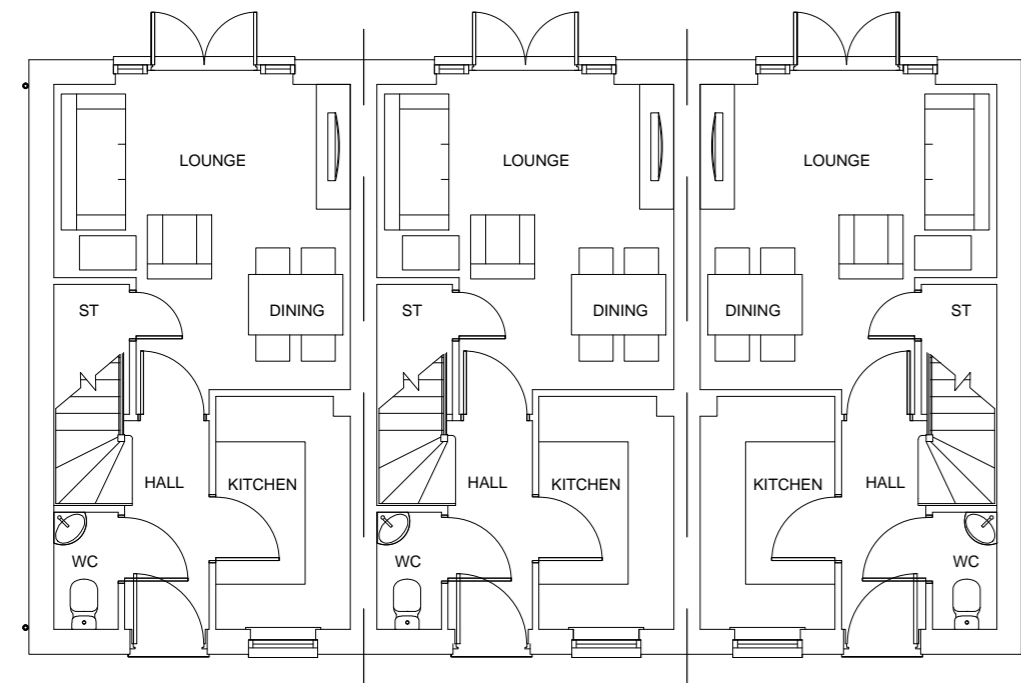 LOUNGE LOUNGE LOUNGE
ST DINING ST DINING DINING ST
HALL KITCHEN HALL KITCHEN KITCHEN HALL
WC WC WC